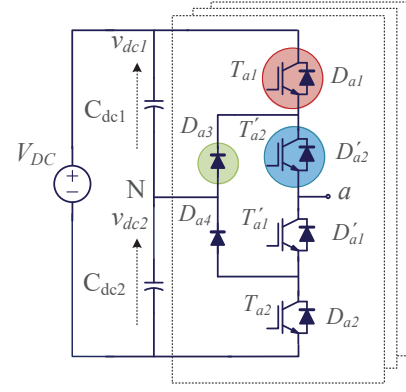 v_dc1
T_a1
D_a1
C_dc1
D_a3
T'_a2
D'_a2
V_DC
N
a
v_dc2
D_a4
T'_a1
D'_a1
C_dc2
T_a2
D_a2